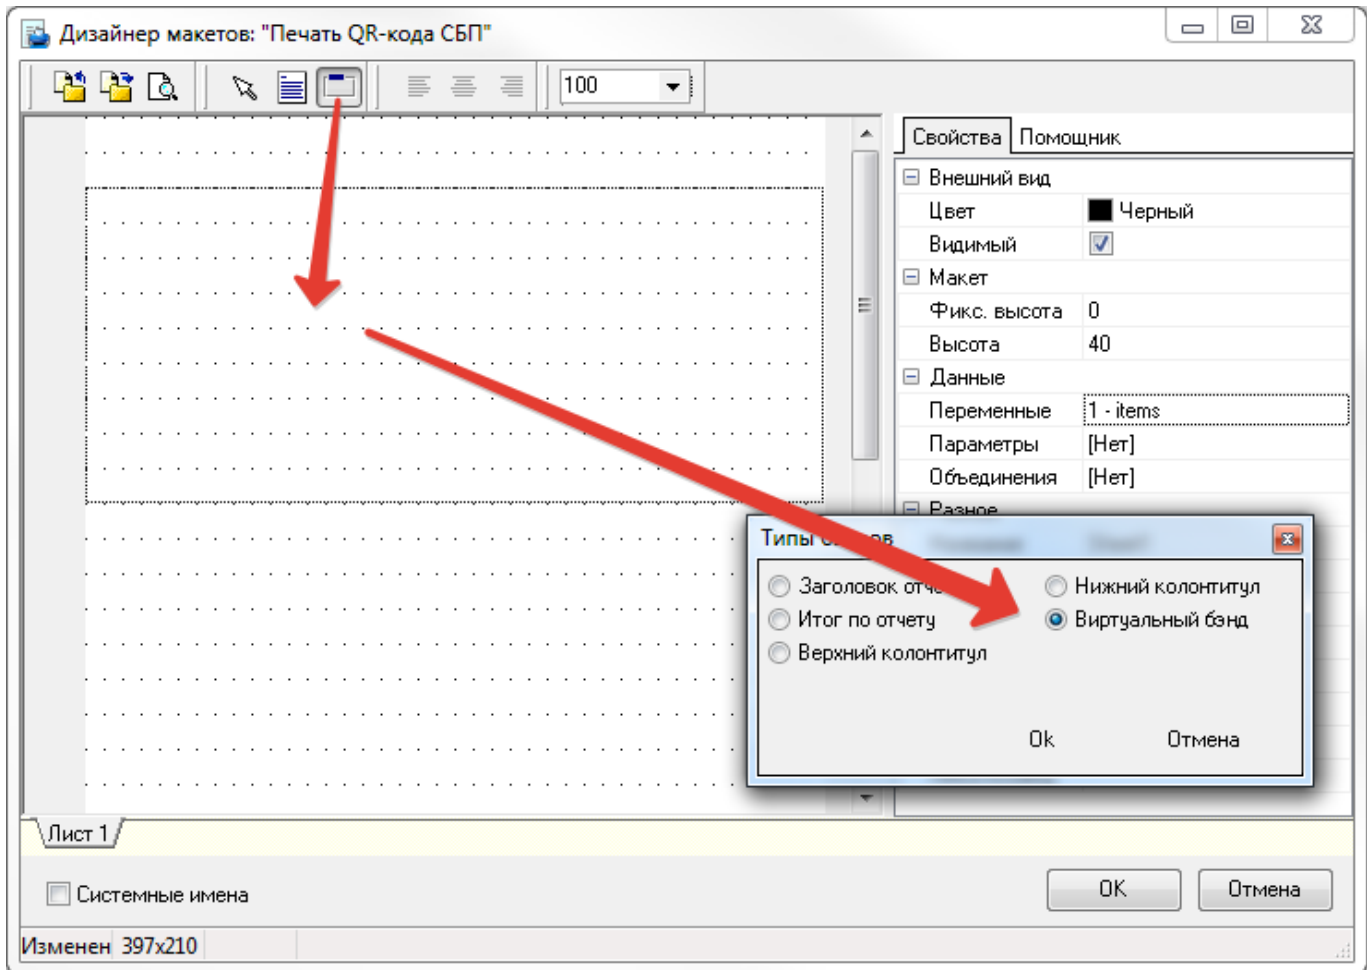 Дизайнер макетов: "Печать QR-кода СБП"
100
Свойства Помощник
Внешний вид
Цвет Черный
Видимый
Макет
Фикс. высота 0
Высота 40
Данные
Переменные 1 - items
Параметры [Нет]
Объединения [Нет]
Разное
Типы
Заголовок
Нижний колонтитул
Итог по отчету
Виртуальный бэнд
Верхний колонтитул
Ok Отмена
Лист 1
Системные имена
OK Отмена
Изменен 397x210